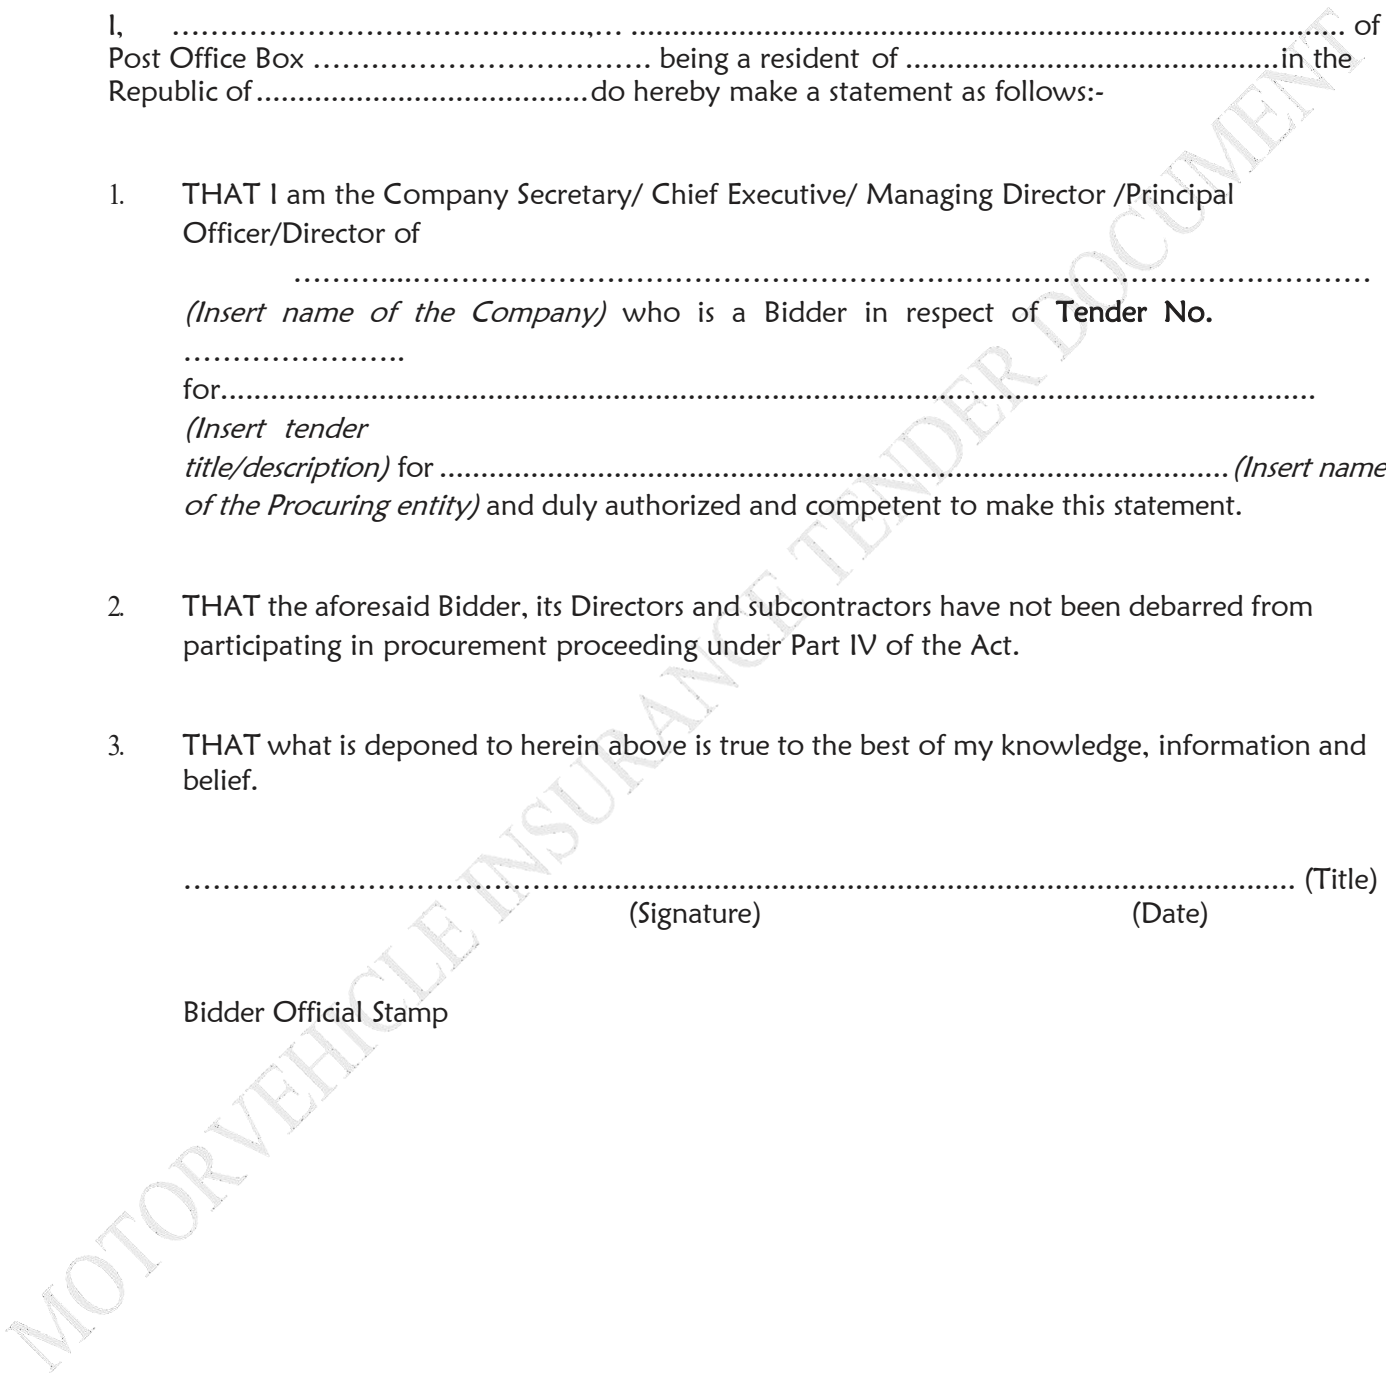 I, ……………………………………,… ...................................................................................... of
Post Office Box ……………………………. being a resident of .............................................in the
Republic of........................................do hereby make a statement as follows:-
1. THAT I am the Company Secretary/ Chief Executive/ Managing Director /Principal
Officer/Director of
………...………………………………………………………………………………………
(Insert name of the Company) who is a Bidder in respect of Tender No.
…………………..
for....................................................................................................................................
(Insert tender
title/description) for ...............................................................................................(Insert name
of the Procuring entity) and duly authorized and competent to make this statement.
2. THAT the aforesaid Bidder, its Directors and subcontractors have not been debarred from
participating in procurement proceeding under Part IV of the Act.
3. THAT what is deponed to herein above is true to the best of my knowledge, information and
belief.
………………………………….…....................................................................................... (Title)
(Signature) (Date)
Bidder Official Stamp
MOTORVEHICLE INSURANCE TENDER DOCUMENT